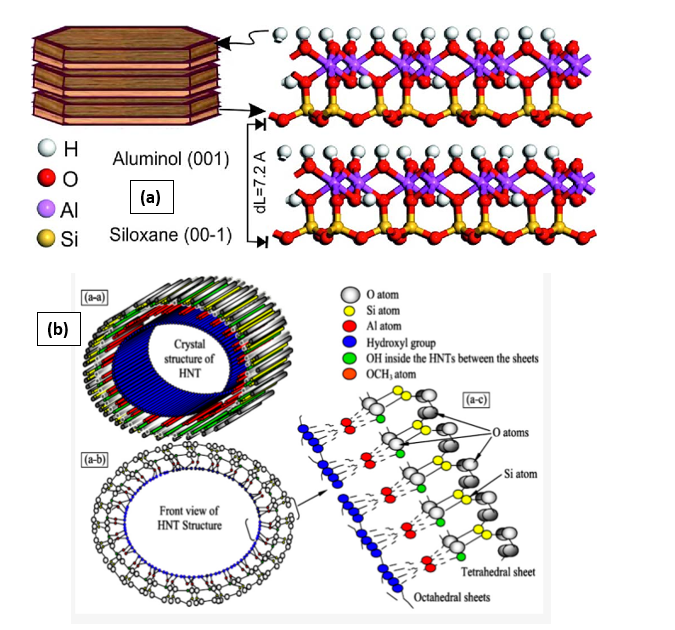 H
O
Al
Si
Aluminol (001)
(a)
Siloxane (00-1)
dL=7.2 A
(b)
(a-a)
Crystal
structure of
HNT
(a-b)
Front view of
HNT Structure
O atom
Si atom
Al atom
Hydroxyl group
OH inside the HNTs between the sheets
OCH3 atom
(a-c)
O atoms
Si atom
Tetrahedral sheet
Octahedral sheets